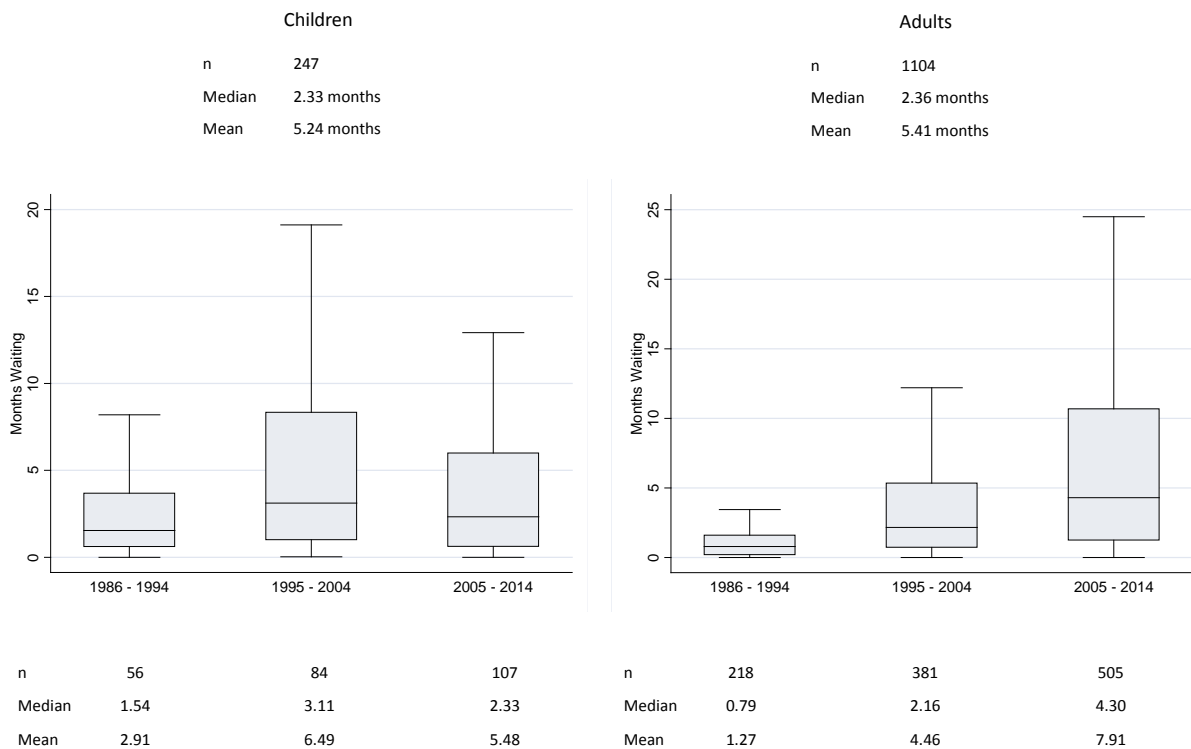 Children
n 247
Median 2.33 months
Mean 5.24 months
20
15
10
5
0
Months Waiting
1986 - 1994 1995 - 2004 2005 - 2014
n 56 84 107
Median 1.54 3.11 2.33
Mean 2.91 6.49 5.48
Adults
n 1104
Median 2.36 months
Mean 5.41 months
25
20
15
10
5
0
Months Waiting
1986 - 1994 1995 - 2004 2005 - 2014
n 218 381 505
Median 0.79 2.16 4.30
Mean 1.27 4.46 7.91